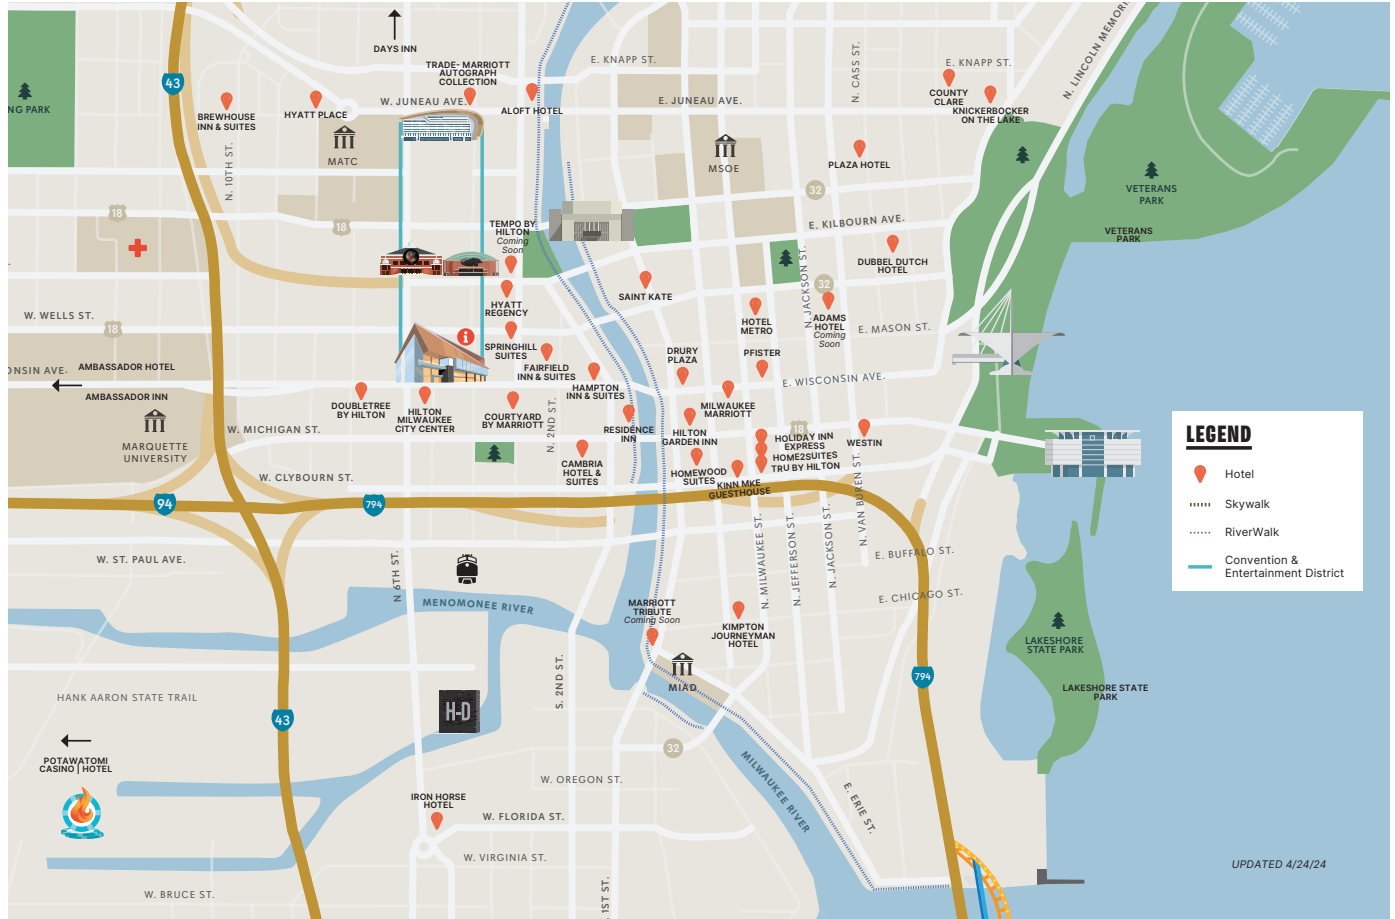 DAYS INN
TRADE- MARRIOTT
AUTOGRAPH
COLLECTION
E. KNAPP ST.
N. CASS ST.
E. KNAPP ST.
N. LINCOLN MEMORI
43
NG PARK
BREWHOUSE
INN & SUITES
HYATT PLACE
W. JUNEAU AVE.
ALOFT HOTEL
E. JUNEAU AVE.
COUNTY
CLARE
KNICKERBOCKER
ON THE LAKE
N. 10TH ST.
MATC
MSOE
PLAZA HOTEL
32
VETERANS
PARK
VETERANS
PARK
18
18
TEMPO BY
HILTON
Coming
Soon
E. KILBOURN AVE.
DUBBEL DUTCH
HOTEL
N. JACKSON ST.
32
SAINT KATE
HYATT
REGENCY
HOTEL
METRO
ADAMS
HOTEL
Coming
Soon
E. MASON ST.
W. WELLS ST.
18
i
SPRINGHILL
SUITES
FAIRFIELD
INN & SUITES
DRURY
PLAZA
PFISTER
ONSIN AVE.
AMBASSADOR HOTEL
AMBASSADOR INN
E. WISCONSIN AVE.
HAMPTON
INN & SUITES
DOUBLETREE
BY HILTON
HILTON
MILWAUKEE
CITY CENTER
COURTYARD
BY MARRIOTT
N. 2ND ST.
RESIDENCE
INN
MILWAUKEE
MARRIOTT
HILTON
GARDEN INN
18
HOLIDAY INN
EXPRESS
HOME2SUITES
TRU BY HILTON
WESTIN
MARQUETTE
UNIVERSITY
W. MICHIGAN ST.
W. CLYBOURN ST.
CAMBRIA
HOTEL &
SUITES
HOMEWOOD
SUITES
KINN MKE
GUESTHOUSE
N. VAN BUREN ST.
94
794
LEGEND
Hotel
Skywalk
RiverWalk
Convention &
Entertainment District
W. ST. PAUL AVE.
N 6TH ST.
N. MILWAUKEE ST.
N. JEFFERSON ST.
N. JACKSON ST.
E. BUFFALO ST.
E. CHICAGO ST.
MENOMONEE RIVER
MARRIOTT
TRIBUTE
Coming Soon
KIMPTON
JOURNEYMAN
HOTEL
LAKESHORE
STATE PARK
LAKESHORE STATE
PARK
MIAD
794
HANK AARON STATE TRAIL
S. 2ND ST.
H-D
43
32
POTAWATOMI
CASINO | HOTEL
W. OREGON ST.
MILWAUKEE RIVER
E. ERIE ST.
IRON HORSE
HOTEL
W. FLORIDA ST.
W. VIRGINIA ST.
W. BRUCE ST.
. 1ST ST.
UPDATED 4/24/24